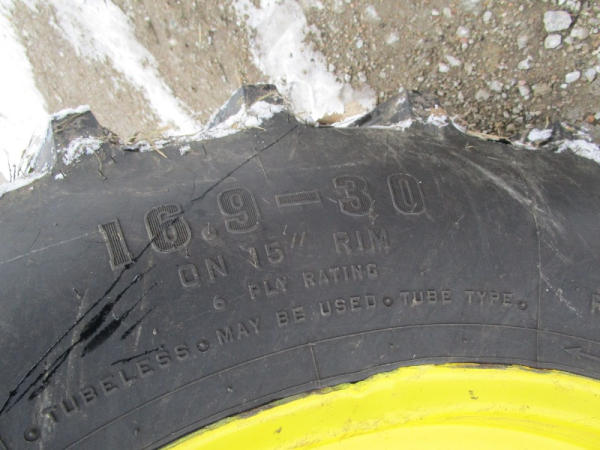 16.9-30
ON 15" RIM
6 PLY RATING
• TUBELESS • MAY BE USED • TUBE TYPE •